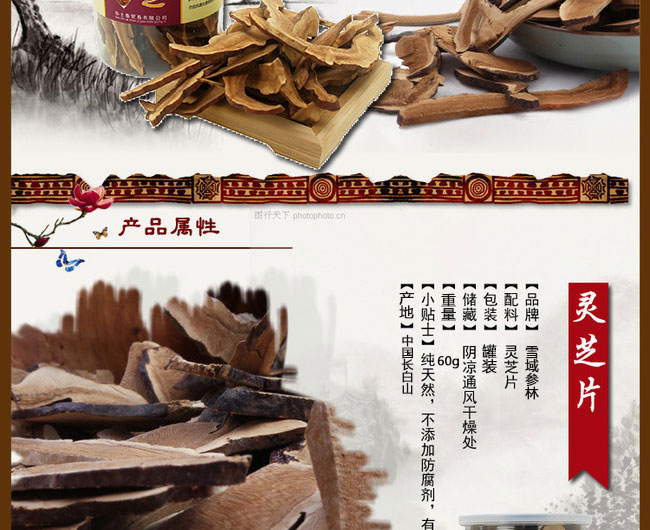 图行天下 photophoto.cn
产品属性
灵芝片
【品牌】 雪域参林
【配料】 灵芝片
【包装】 罐装
【储藏】 阴凉通风干燥处
【重量】 60g
【小贴士】 纯天然，不添加防腐剂，有
【产地】 中国长白山